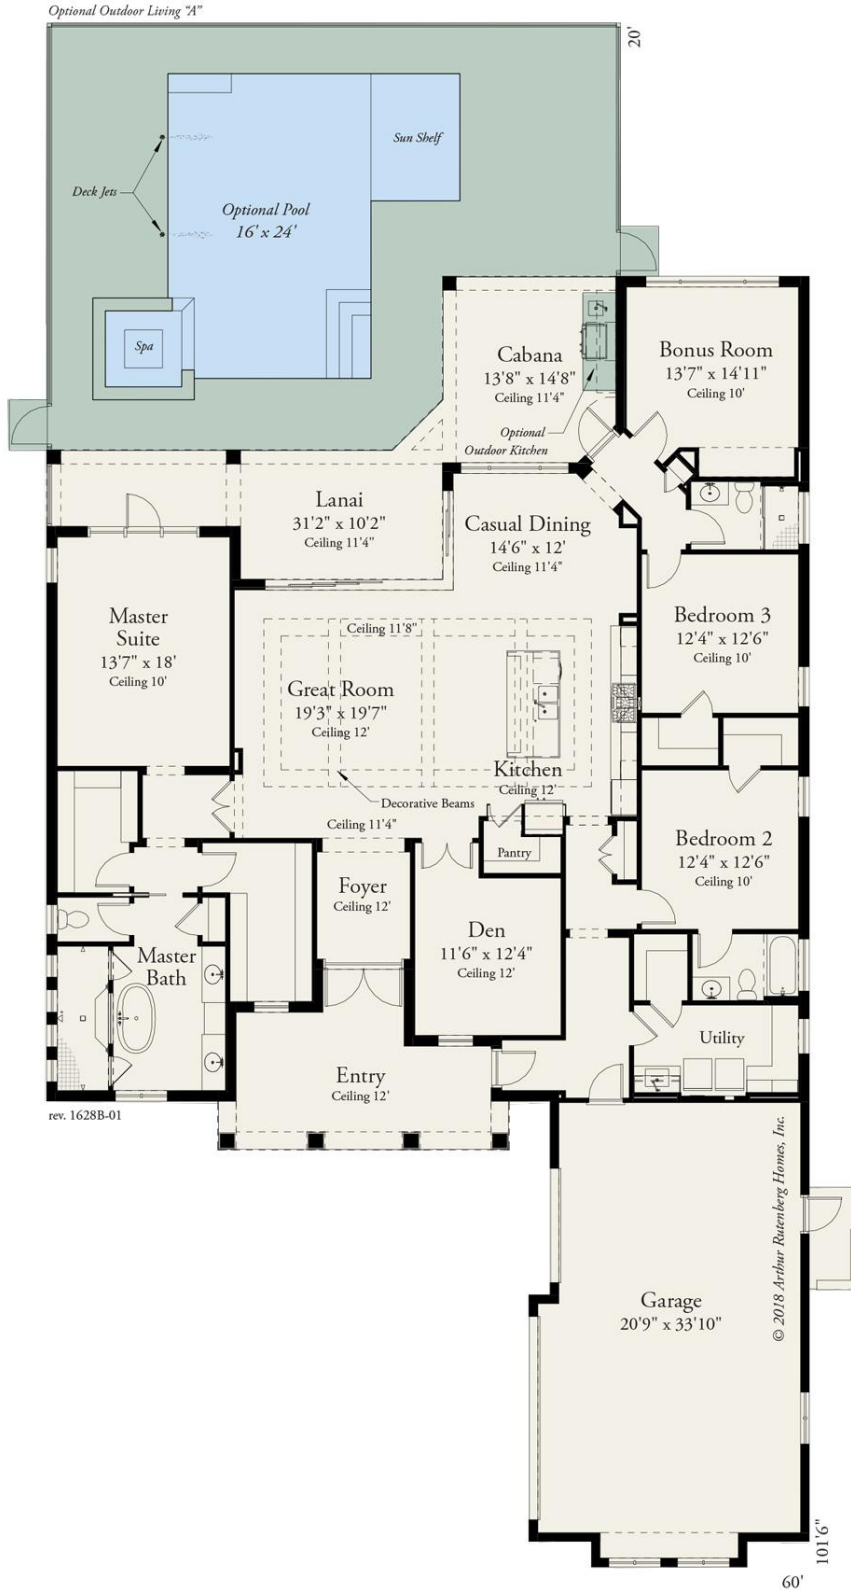 Optional Outdoor Living “A”
20'
Sun Shelf
Deck Jets
Optional Pool
16' x 24'
Spa
Cabana
13'8" x 14'8"
Ceiling 11'4"
Bonus Room
13'7" x 14'11"
Ceiling 10'
Optional
Outdoor Kitchen
Lanai
31'2" x 10'2"
Ceiling 11'4"
Casual Dining
14'6" x 12'
Ceiling 11'4"
Master
Suite
13'7" x 18'
Ceiling 10'
Ceiling 11'8"
Bedroom 3
12'4" x 12'6"
Ceiling 10'
Great Room
19'3" x 19'7"
Ceiling 12'
Kitchen
Ceiling 12'
Decorative Beams
Ceiling 11'4"
Pantry
Bedroom 2
12'4" x 12'6"
Ceiling 10'
Foyer
Ceiling 12'
Den
11'6" x 12'4"
Ceiling 12'
Master
Bath
Utility
Entry
Ceiling 12'
rev. 1628B-01
© 2018 Arthur Rutenberg Homes, Inc.
Garage
20'9" x 33'10"
101'6"
60'